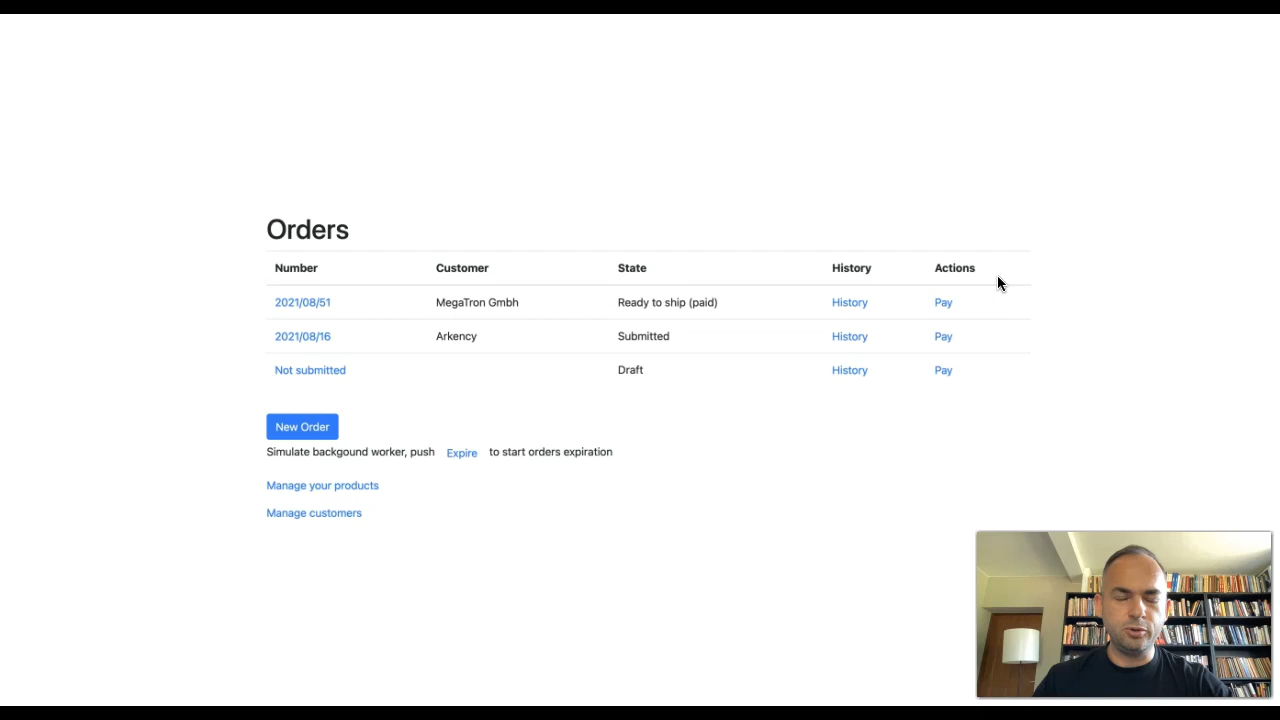 Orders
Number Customer State History Actions
2021/08/51 MegaTron Gmbh Ready to ship (paid) History Pay
2021/08/16 Arkency Submitted History Pay
Not submitted Draft History Pay
New Order
Simulate backgound worker, push Expire to start orders expiration
Manage your products
Manage customers